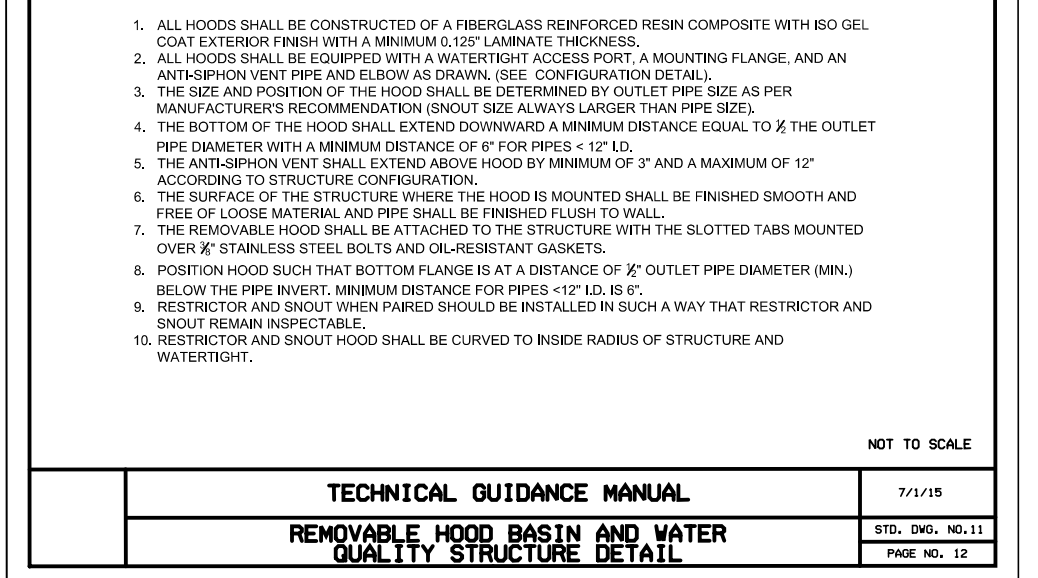 1. ALL HOODS SHALL BE CONSTRUCTED OF A FIBERGLASS REINFORCED RESIN COMPOSITE WITH ISO GEL
COAT EXTERIOR FINISH WITH A MINIMUM 0.125" LAMINATE THICKNESS.
2. ALL HOODS SHALL BE EQUIPPED WITH A WATERTIGHT ACCESS PORT, A MOUNTING FLANGE, AND AN
ANTI-SIPHON VENT PIPE AND ELBOW AS DRAWN. (SEE CONFIGURATION DETAIL).
3. THE SIZE AND POSITION OF THE HOOD SHALL BE DETERMINED BY OUTLET PIPE SIZE AS PER
MANUFACTURER'S RECOMMENDATION (SNOUT SIZE ALWAYS LARGER THAN PIPE SIZE).
4. THE BOTTOM OF THE HOOD SHALL EXTEND DOWNWARD A MINIMUM DISTANCE EQUAL TO ½ THE OUTLET
PIPE DIAMETER WITH A MINIMUM DISTANCE OF 6" FOR PIPES < 12" I.D.
5. THE ANTI-SIPHON VENT SHALL EXTEND ABOVE HOOD BY MINIMUM OF 3" AND A MAXIMUM OF 12"
ACCORDING TO STRUCTURE CONFIGURATION.
6. THE SURFACE OF THE STRUCTURE WHERE THE HOOD IS MOUNTED SHALL BE FINISHED SMOOTH AND
FREE OF LOOSE MATERIAL AND PIPE SHALL BE FINISHED FLUSH TO WALL.
7. THE REMOVABLE HOOD SHALL BE ATTACHED TO THE STRUCTURE WITH THE SLOTTED TABS MOUNTED
OVER ⅜" STAINLESS STEEL BOLTS AND OIL-RESISTANT GASKETS.
8. POSITION HOOD SUCH THAT BOTTOM FLANGE IS AT A DISTANCE OF ½" OUTLET PIPE DIAMETER (MIN.)
BELOW THE PIPE INVERT. MINIMUM DISTANCE FOR PIPES <12" I.D. IS 6".
9. RESTRICTOR AND SNOUT WHEN PAIRED SHOULD BE INSTALLED IN SUCH A WAY THAT RESTRICTOR AND
SNOUT REMAIN INSPECTABLE.
10. RESTRICTOR AND SNOUT HOOD SHALL BE CURVED TO INSIDE RADIUS OF STRUCTURE AND
WATERTIGHT.
NOT TO SCALE
TECHNICAL GUIDANCE MANUAL
7/1/15
REMOVABLE HOOD BASIN AND WATER
QUALITY STRUCTURE DETAIL
STD. DWG. NO.11
PAGE NO. 12